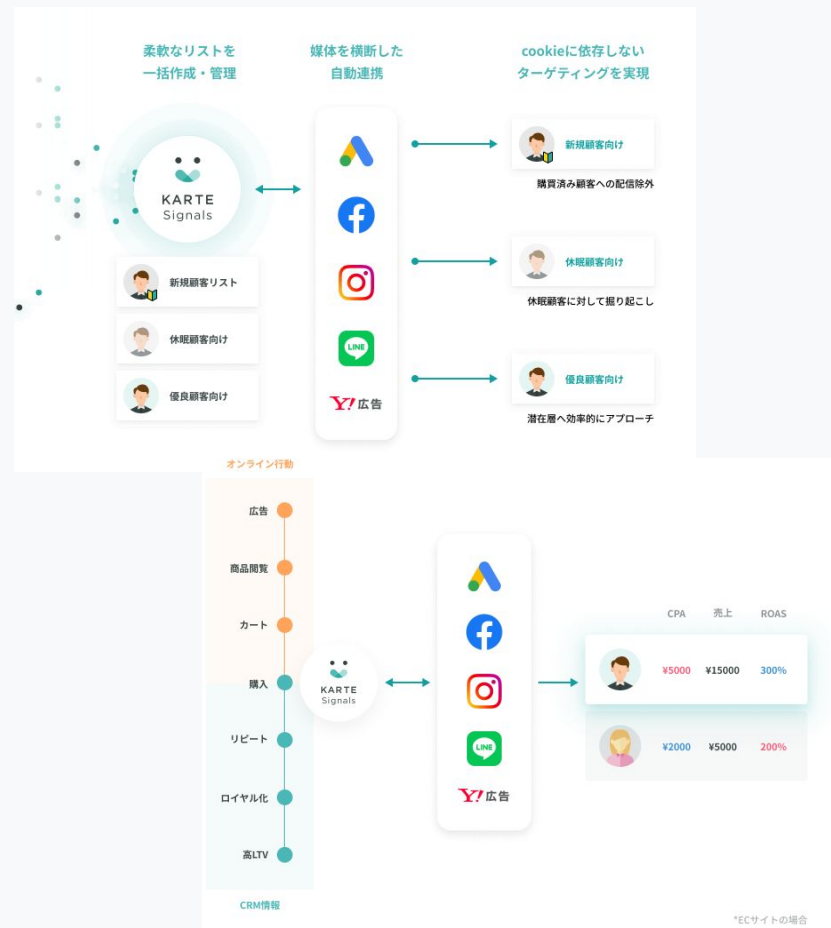 柔軟なリストを
一括作成・管理
媒体を横断した
自動連携
cookieに依存しない
ターゲティングを実現
KARTE
Signals
新規顧客リスト
休眠顧客向け
優良顧客向け
LINE
Y! 広告
新規顧客向け
購買済み顧客への配信除外
休眠顧客向け
休眠顧客に対して掘り起こし
優良顧客向け
潜在層へ効率的にアプローチ
オンライン行動
広告
商品閲覧
カート
購入
リピート
ロイヤル化
高LTV
CRM情報
KARTE
Signals
LINE
Y! 広告
CPA 売上 ROAS
¥5000 ¥15000 300%
¥2000 ¥5000 200%
*ECサイトの場合